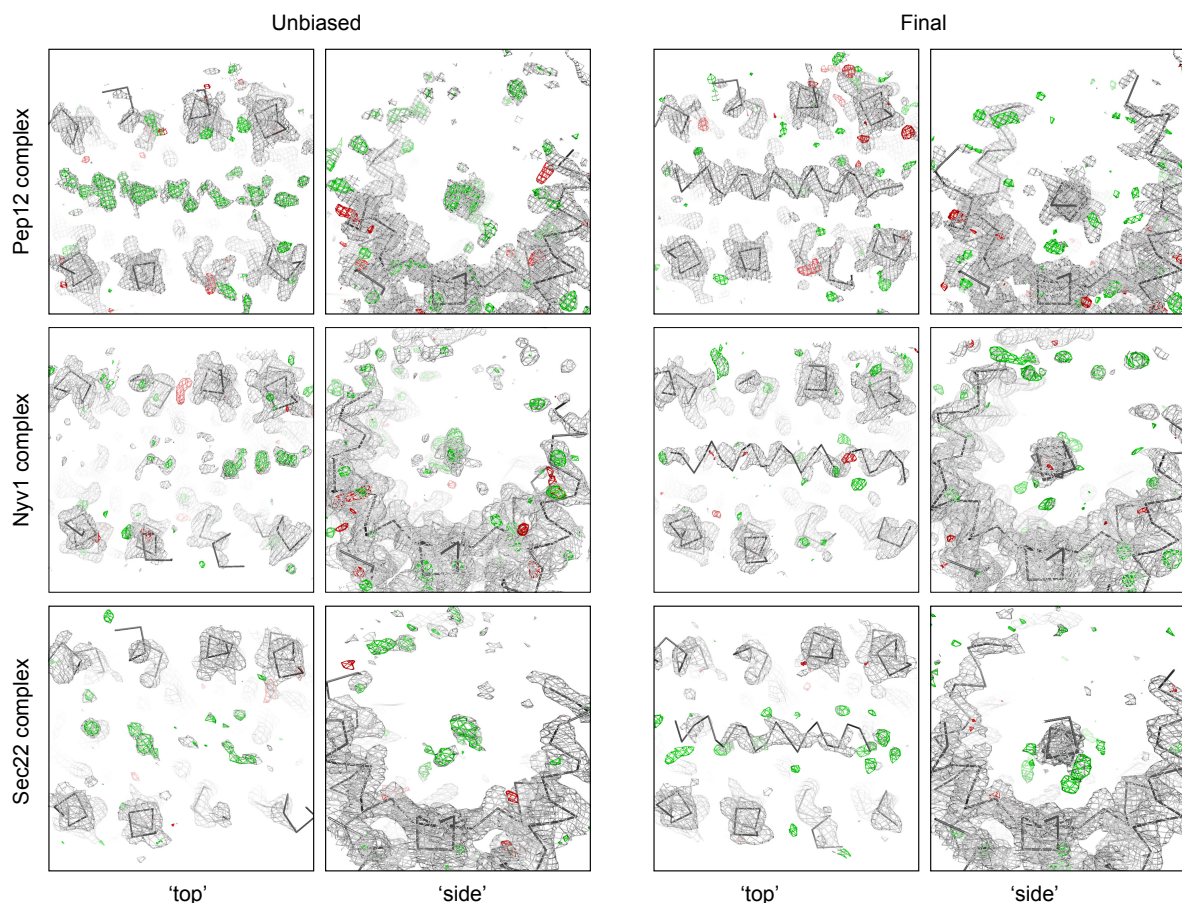 Unbiased
Final
Pep12 complex
Nyv1 complex
Sec22 complex
‘top’
‘side’
‘top’
‘side’